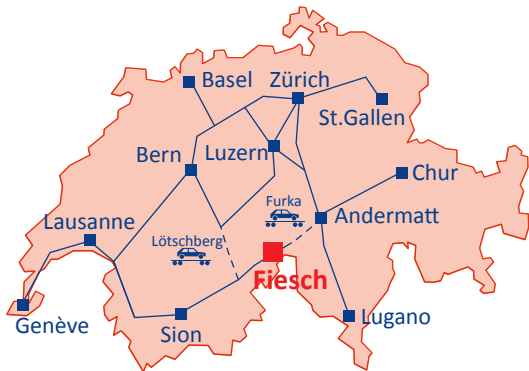 Basel
Zürich
St.Gallen
Bern
Luzern
Chur
Furka
Lausanne
Andermatt
Lötschberg
Fiesch
Genève
Sion
Lugano